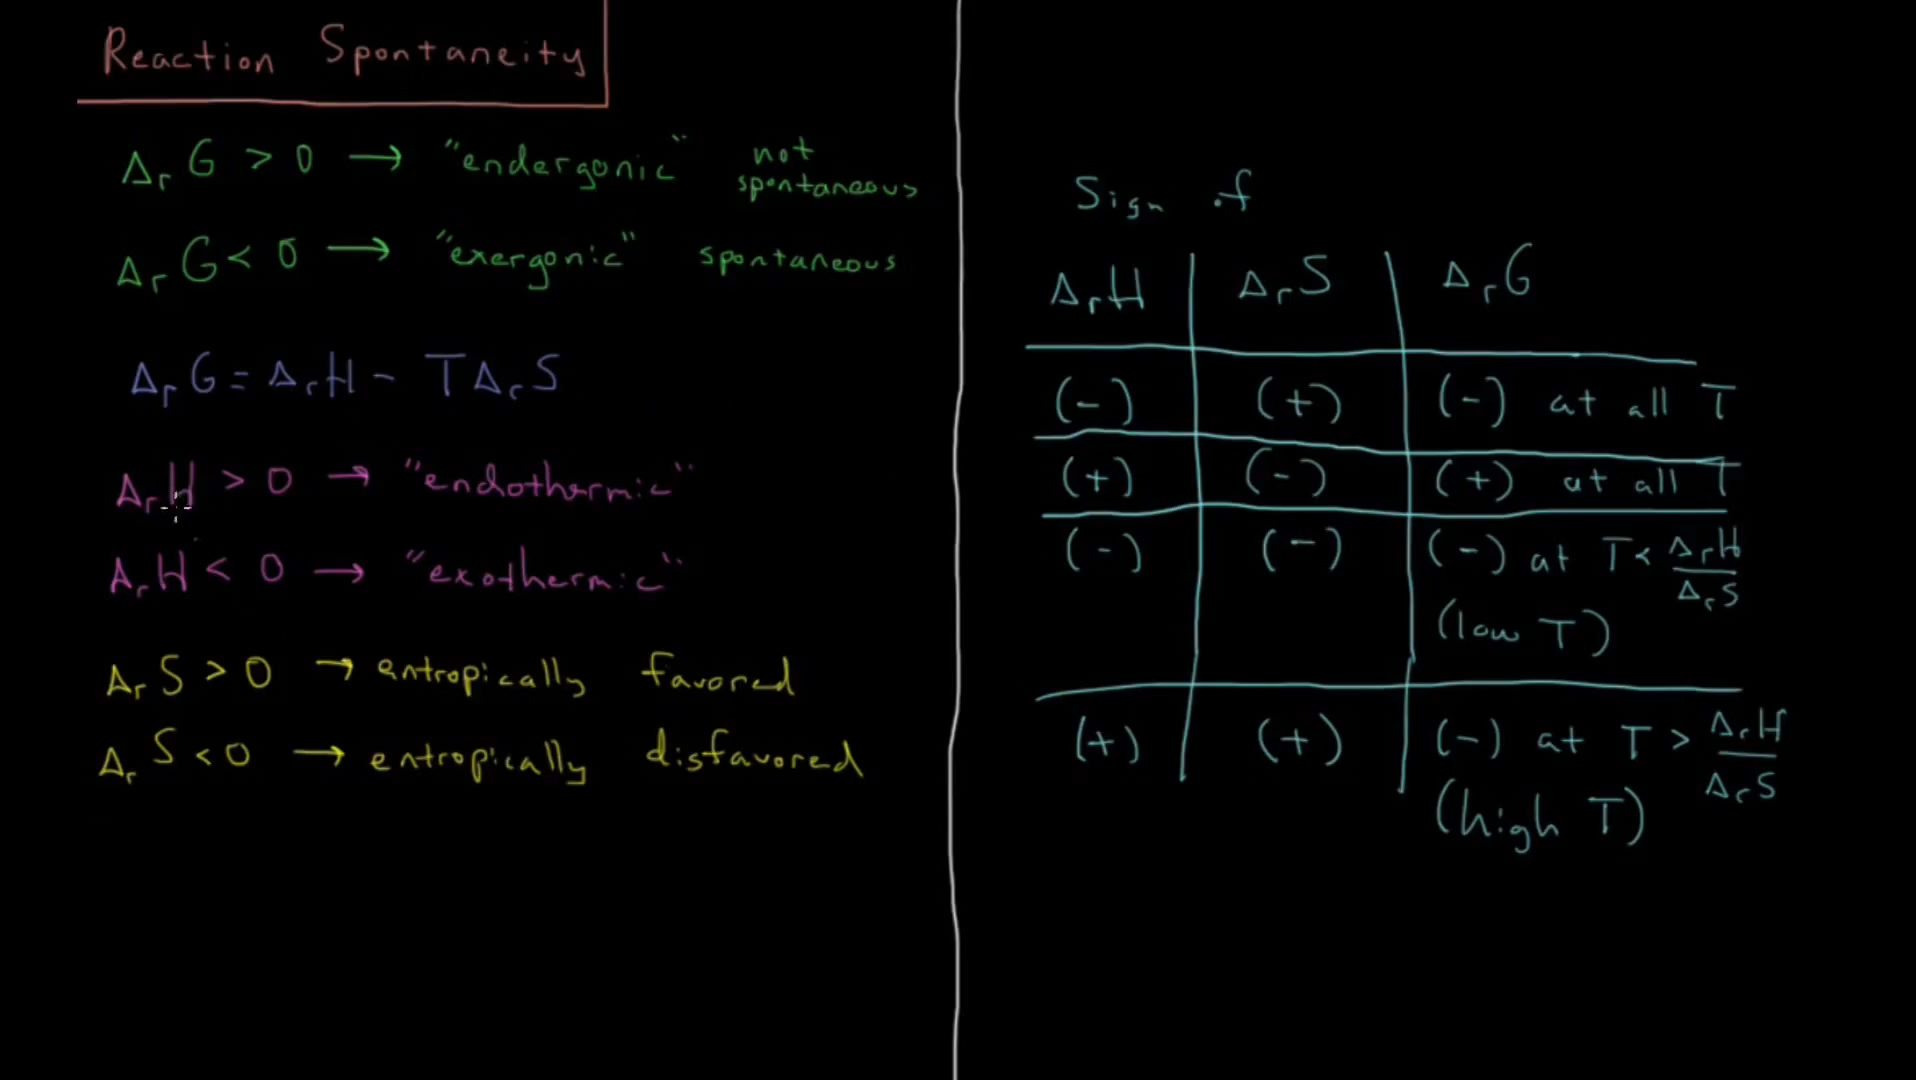 Reaction Spontaneity
ΔrG > 0 → "endergonic" not spontaneous
ΔrG < 0 → "exergonic" spontaneous
ΔrG = ΔrH - TΔrS
ΔrH > 0 → "endothermic"
ΔrH < 0 → "exothermic"
ΔrS > 0 → entropically favored
ΔrS < 0 → entropically disfavored
Sign of
ΔrH ΔrS ΔrG
(-) (+) (-) at all T
(+) (-) (+) at all T
(-) (-) (-) at T < ΔrH/ΔrS
(low T)
(+) (+) (-) at T > ΔrH/ΔrS
(high T)